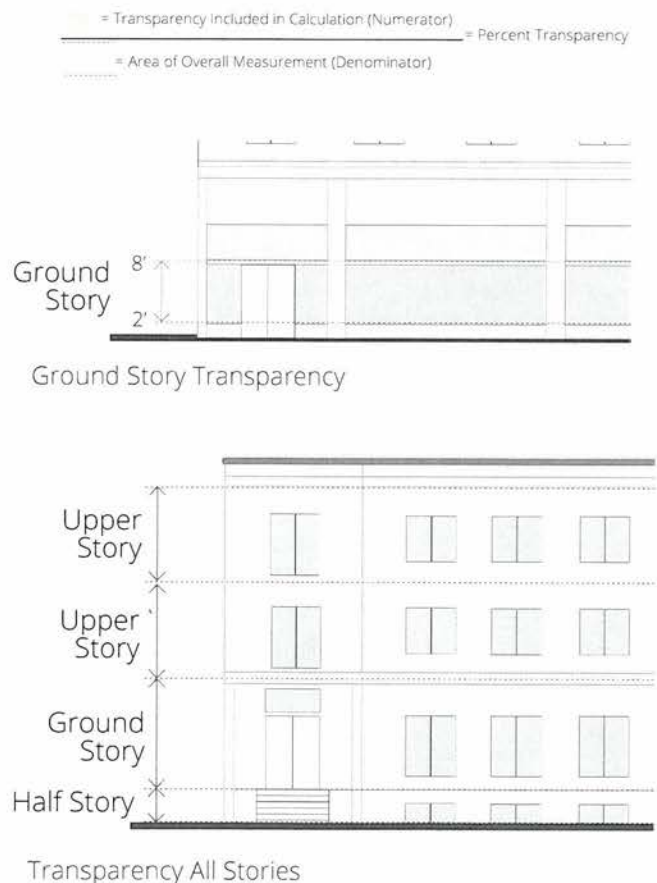 = Transparency Included in Calculation (Numerator)
= Percent Transparency
= Area of Overall Measurement (Denominator)
8'
Ground
Story
2'
Ground Story Transparency
Upper
Story
Upper
Story
Ground
Story
Half Story
Transparency All Stories